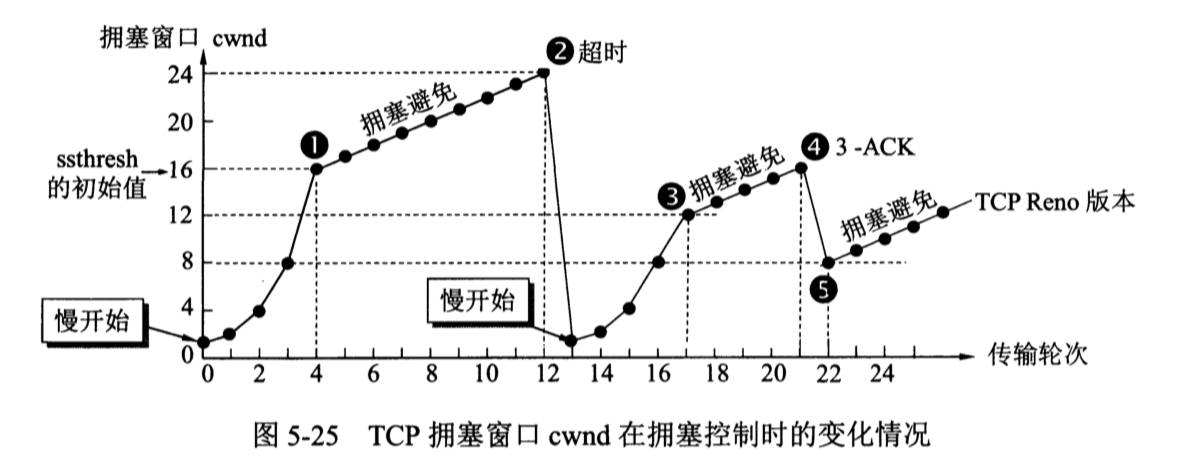 拥塞窗口 cwnd
❷超时
24
拥塞避免
20
❶
❹ 3 -ACK
ssthresh
的初始值
16
❸拥塞避免
拥塞避免
TCP Reno 版本
12
8
❺
慢开始
慢开始
4
0
0 2 4 6 8 10 12 14 16 18 20 22 24
传输轮次
图 5-25 TCP 拥塞窗口 cwnd 在拥塞控制时的变化情况